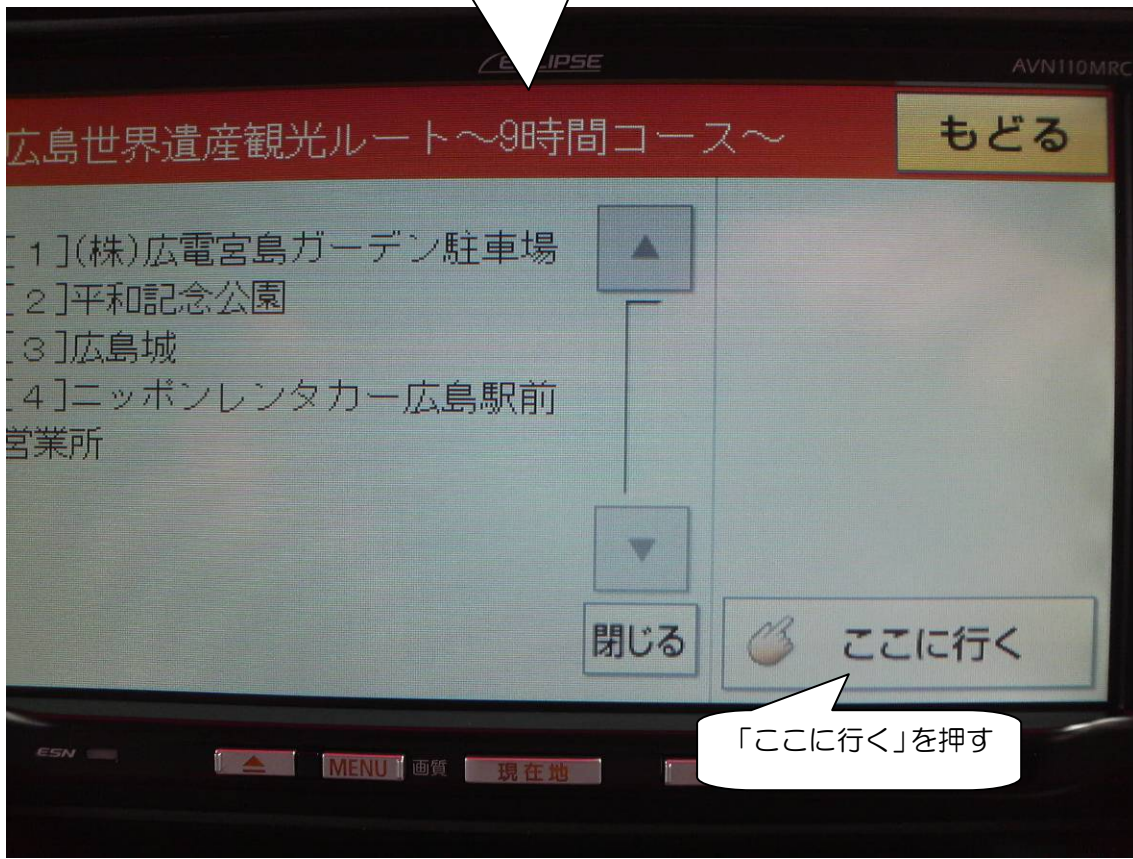 AVN110MRC
広島世界遺産観光ルート～9時間コース～
もどる
[1](株)広電宮島ガーデン駐車場
[2]平和記念公園
[3]広島城
[4]ニッポンレンタカー広島駅前
営業所
閉じる
ここに行く
「ここに行く」を押す
ESN
MENU
画質
現在地